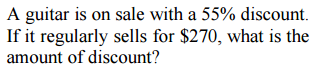 A guitar is on sale with a 55% discount.
If it regularly sells for $270, what is the
amount of discount?